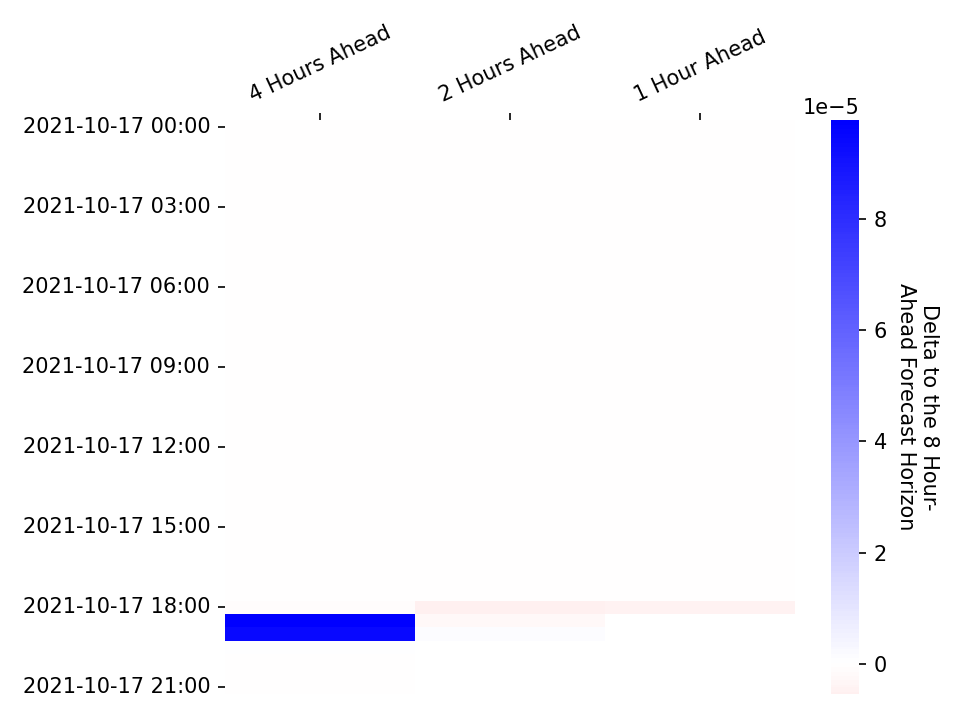 4 Hours Ahead
2 Hours Ahead
1 Hour Ahead
1e−5
2021-10-17 00:00
2021-10-17 03:00
2021-10-17 06:00
2021-10-17 09:00
2021-10-17 12:00
2021-10-17 15:00
2021-10-17 18:00
2021-10-17 21:00
8
6
4
2
0
Delta to the 8 Hour-
Ahead Forecast Horizon